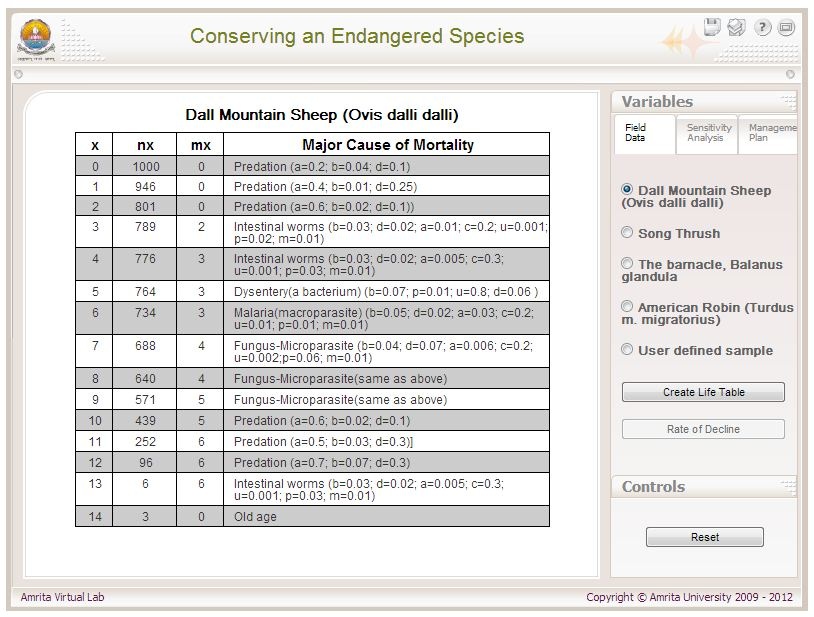 Conserving an Endangered Species
Dall Mountain Sheep (Ovis dalli dalli)
x nx mx Major Cause of Mortality
0 1000 0 Predation (a=0.2; b=0.04; d=0.1)
1 946 0 Predation (a=0.4; b=0.01; d=0.25)
2 801 0 Predation (a=0.6; b=0.02; d=0.1))
3 789 2 Intestinal worms (b=0.03; d=0.02; a=0.01; c=0.2; u=0.001;
p=0.02; m=0.01)
4 776 3 Intestinal worms (b=0.03; d=0.02; a=0.005; c=0.3;
u=0.001; p=0.03; m=0.01)
5 764 3 Dysentery(a bacterium) (b=0.07; p=0.01; u=0.8; d=0.06 )
6 734 3 Malaria(macroparasite) (b=0.05; d=0.02; a=0.03; c=0.2;
u=0.01; p=0.01; m=0.01)
7 688 4 Fungus-Microparasite (b=0.04; d=0.07; a=0.006; c=0.2;
u=0.002;p=0.06; m=0.01)
8 640 4 Fungus-Microparasite(same as above)
9 571 5 Fungus-Microparasite(same as above)
10 439 5 Predation (a=0.6; b=0.02; d=0.1)
11 252 6 Predation (a=0.5; b=0.03; d=0.3)]
12 96 6 Predation (a=0.7; b=0.07; d=0.3)
13 6 6 Intestinal worms (b=0.03; d=0.02; a=0.005; c=0.3;
u=0.001; p=0.03; m=0.01)
14 3 0 Old age
Variables
Field
Data
Sensitivity
Analysis
Manageme
Plan
Dall Mountain Sheep
(Ovis dalli dalli)
Song Thrush
The barnacle, Balanus
glandula
American Robin (Turdus
m. migratorius)
User defined sample
Create Life Table
Rate of Decline
Controls
Reset
Amrita Virtual Lab
Copyright © Amrita University 2009 - 2012